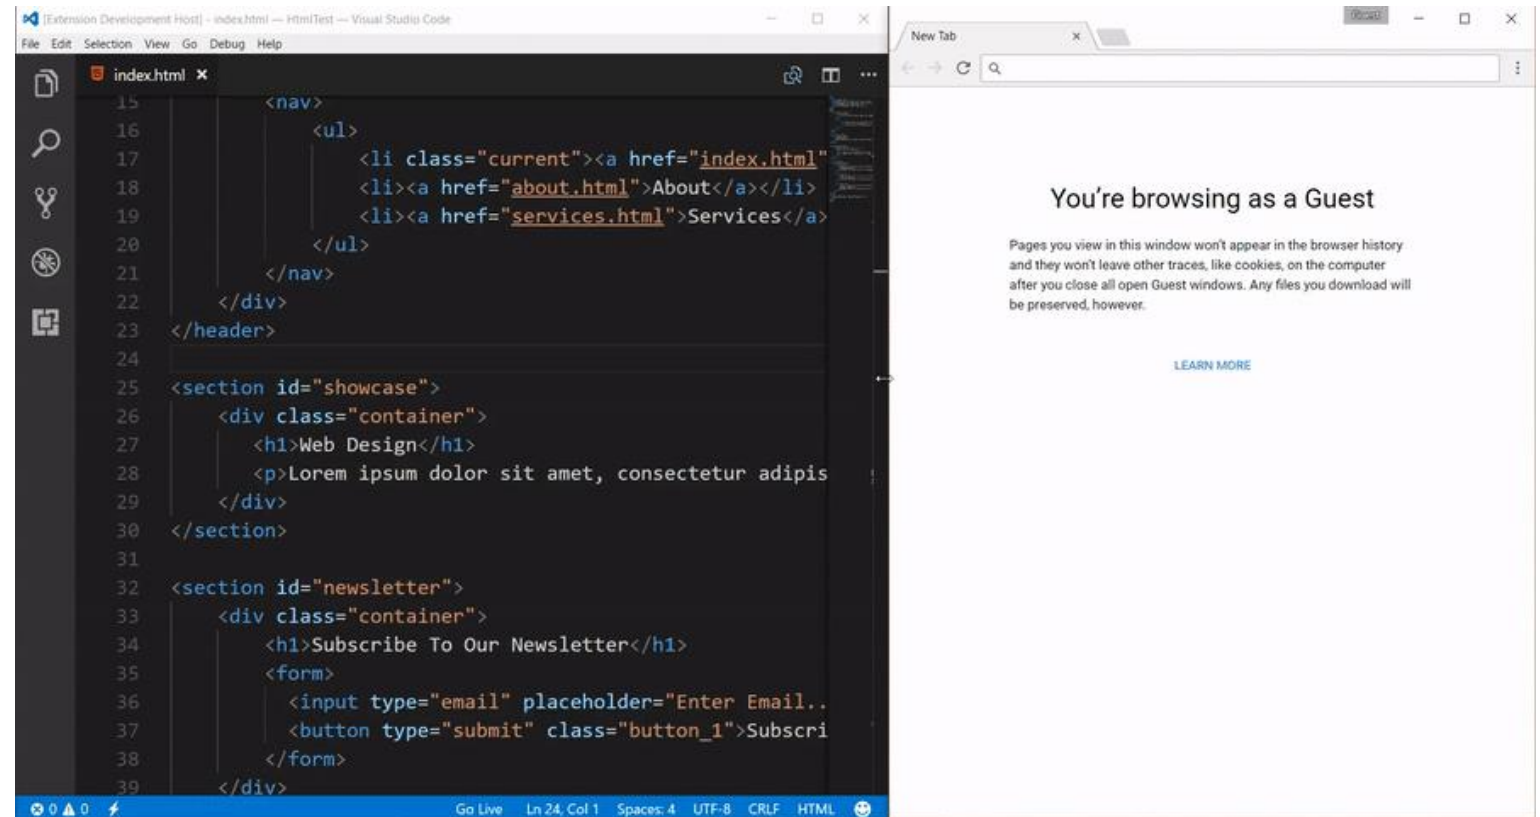 [Extension Development Host] - index.html — HtmlTest — Visual Studio Code
File Edit Selection View Go Debug Help
index.html
15 <nav>
16 <ul>
17 <li class="current"><a href="index.html"
18 <li><a href="about.html">About</a></li>
19 <li><a href="services.html">Services</a>
20 </ul>
21 </nav>
22 </div>
23 </header>
24
25 <section id="showcase">
26 <div class="container">
27 <h1>Web Design</h1>
28 <p>Lorem ipsum dolor sit amet, consectetur adipis
29 </div>
30 </section>
31
32 <section id="newsletter">
33 <div class="container">
34 <h1>Subscribe To Our Newsletter</h1>
35 <form>
36 <input type="email" placeholder="Enter Email..
37 <button type="submit" class="button_1">Subscri
38 </form>
39 </div>
0 0 Go Live Ln 24, Col 1 Spaces: 4 UTF-8 CRLF HTML
Guest
New Tab
You're browsing as a Guest
Pages you view in this window won't appear in the browser history
and they won't leave other traces, like cookies, on the computer
after you close all open Guest windows. Any files you download will
be preserved, however.
LEARN MORE